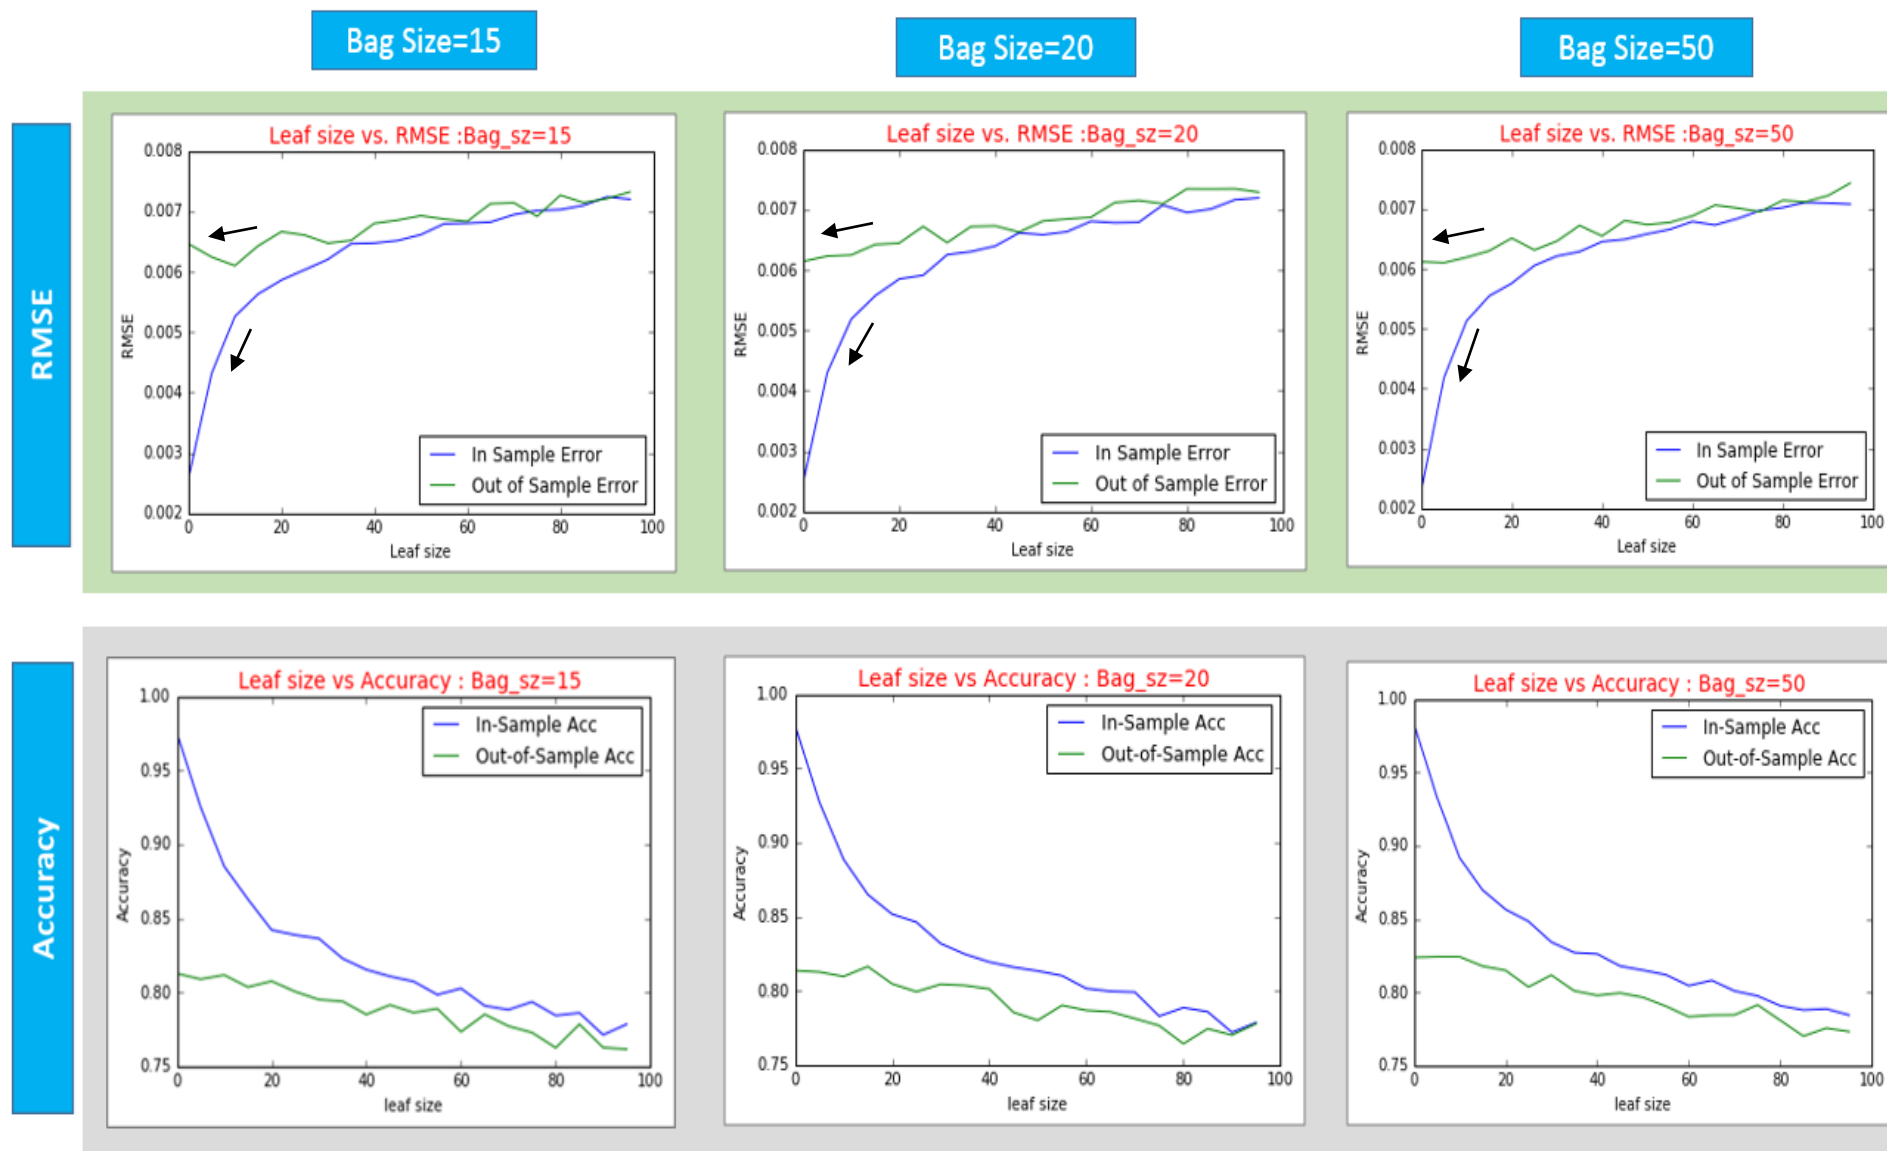 Bag Size=15
Bag Size=20
Bag Size=50
RMSE
Leaf size vs. RMSE :Bag_sz=15
0.008
0.007
0.006
0.005
0.004
0.003
0.002
RMSE
In Sample Error
Out of Sample Error
0 20 40 60 80 100
Leaf size
Leaf size vs. RMSE :Bag_sz=20
0.008
0.007
0.006
0.005
0.004
0.003
0.002
RMSE
In Sample Error
Out of Sample Error
0 20 40 60 80 100
Leaf size
Leaf size vs. RMSE :Bag_sz=50
0.008
0.007
0.006
0.005
0.004
0.003
0.002
RMSE
In Sample Error
Out of Sample Error
0 20 40 60 80 100
Leaf size
Accuracy
Leaf size vs Accuracy : Bag_sz=15
1.00
0.95
0.90
0.85
0.80
0.75
Accuracy
In-Sample Acc
Out-of-Sample Acc
0 20 40 60 80 100
leaf size
Leaf size vs Accuracy : Bag_sz=20
1.00
0.95
0.90
0.85
0.80
0.75
Accuracy
In-Sample Acc
Out-of-Sample Acc
0 20 40 60 80 100
leaf size
Leaf size vs Accuracy : Bag_sz=50
1.00
0.95
0.90
0.85
0.80
0.75
Accuracy
In-Sample Acc
Out-of-Sample Acc
0 20 40 60 80 100
leaf size